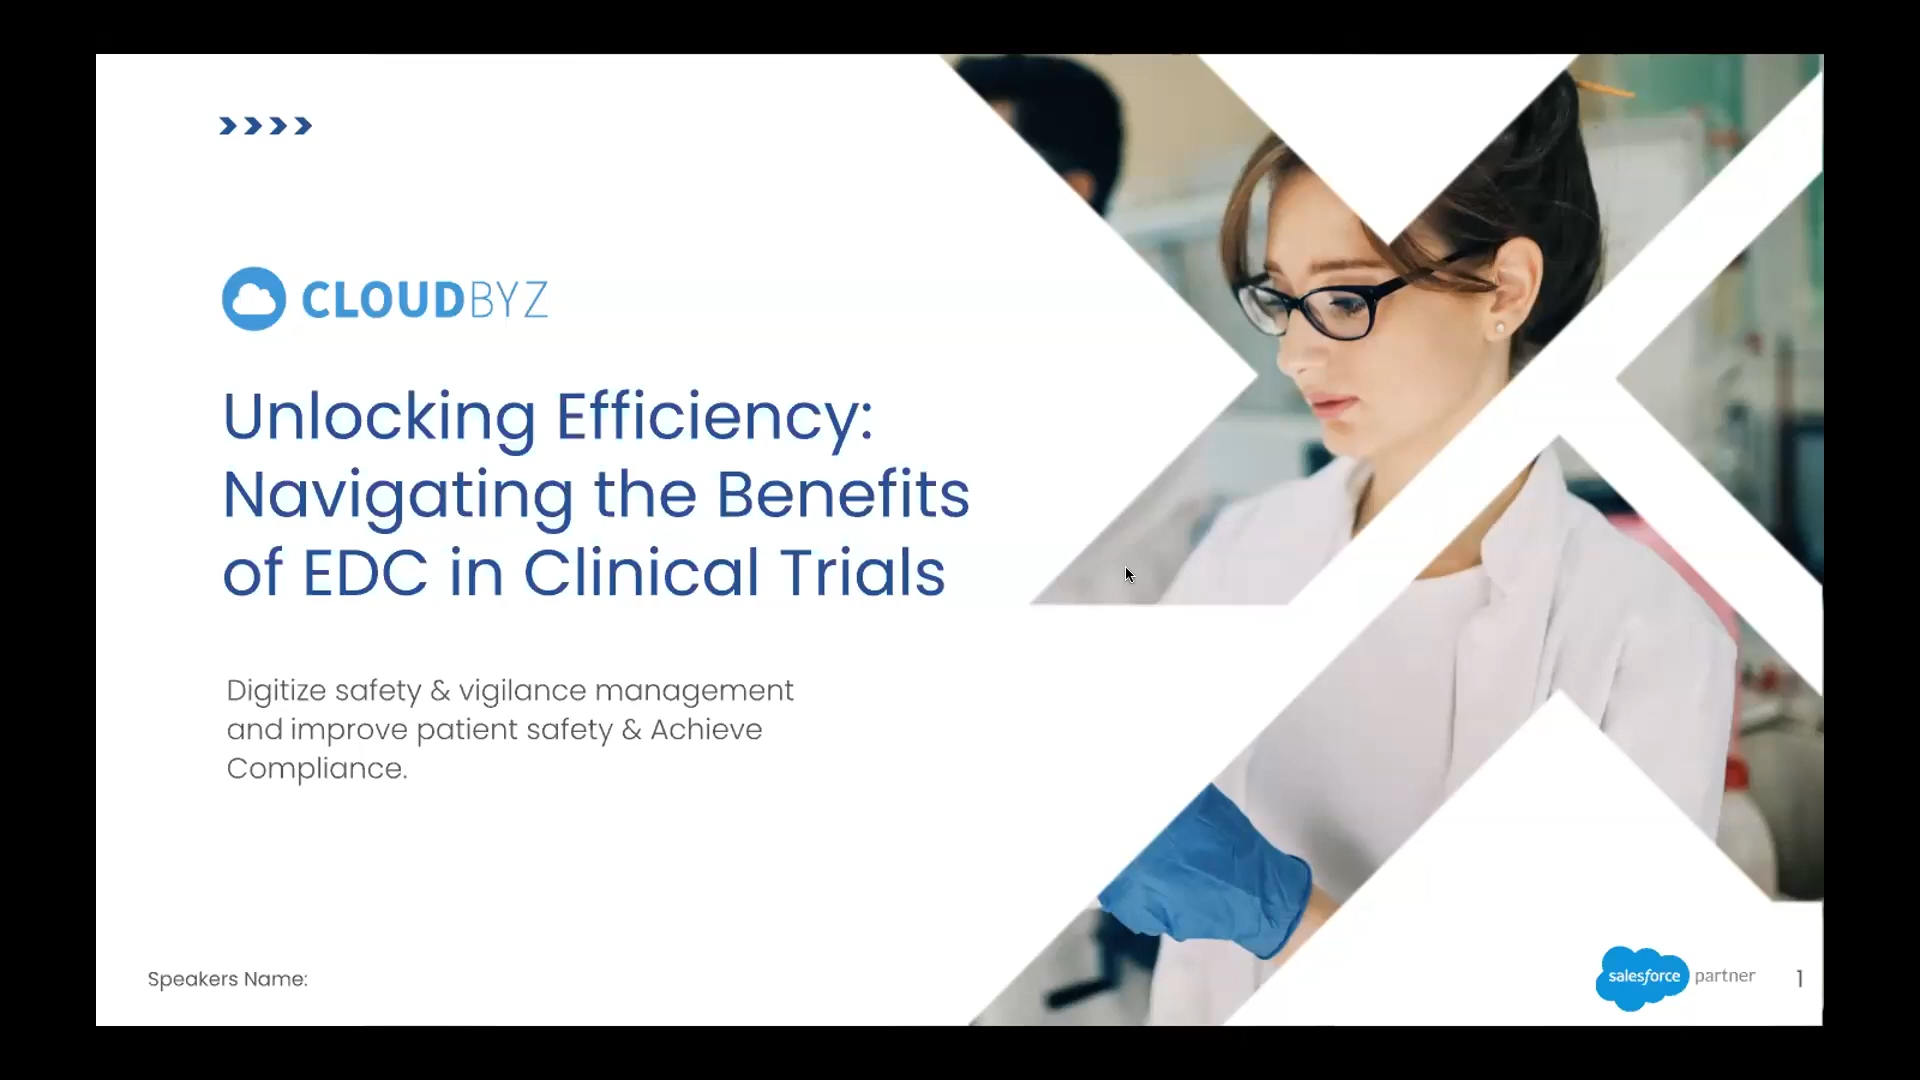 CLOUDBYZ
Unlocking Efficiency:
Navigating the Benefits
of EDC in Clinical Trials
Digitize safety & vigilance management
and improve patient safety & Achieve
Compliance.
Speakers Name:
salesforce partner
1